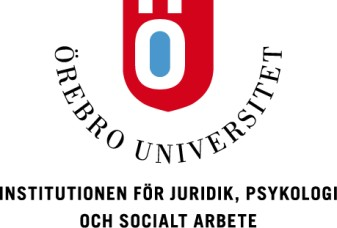 ÖREBRO UNIVERSITET
INSTITUTIONEN FÖR JURIDIK, PSYKOLOGI
OCH SOCIALT ARBETE